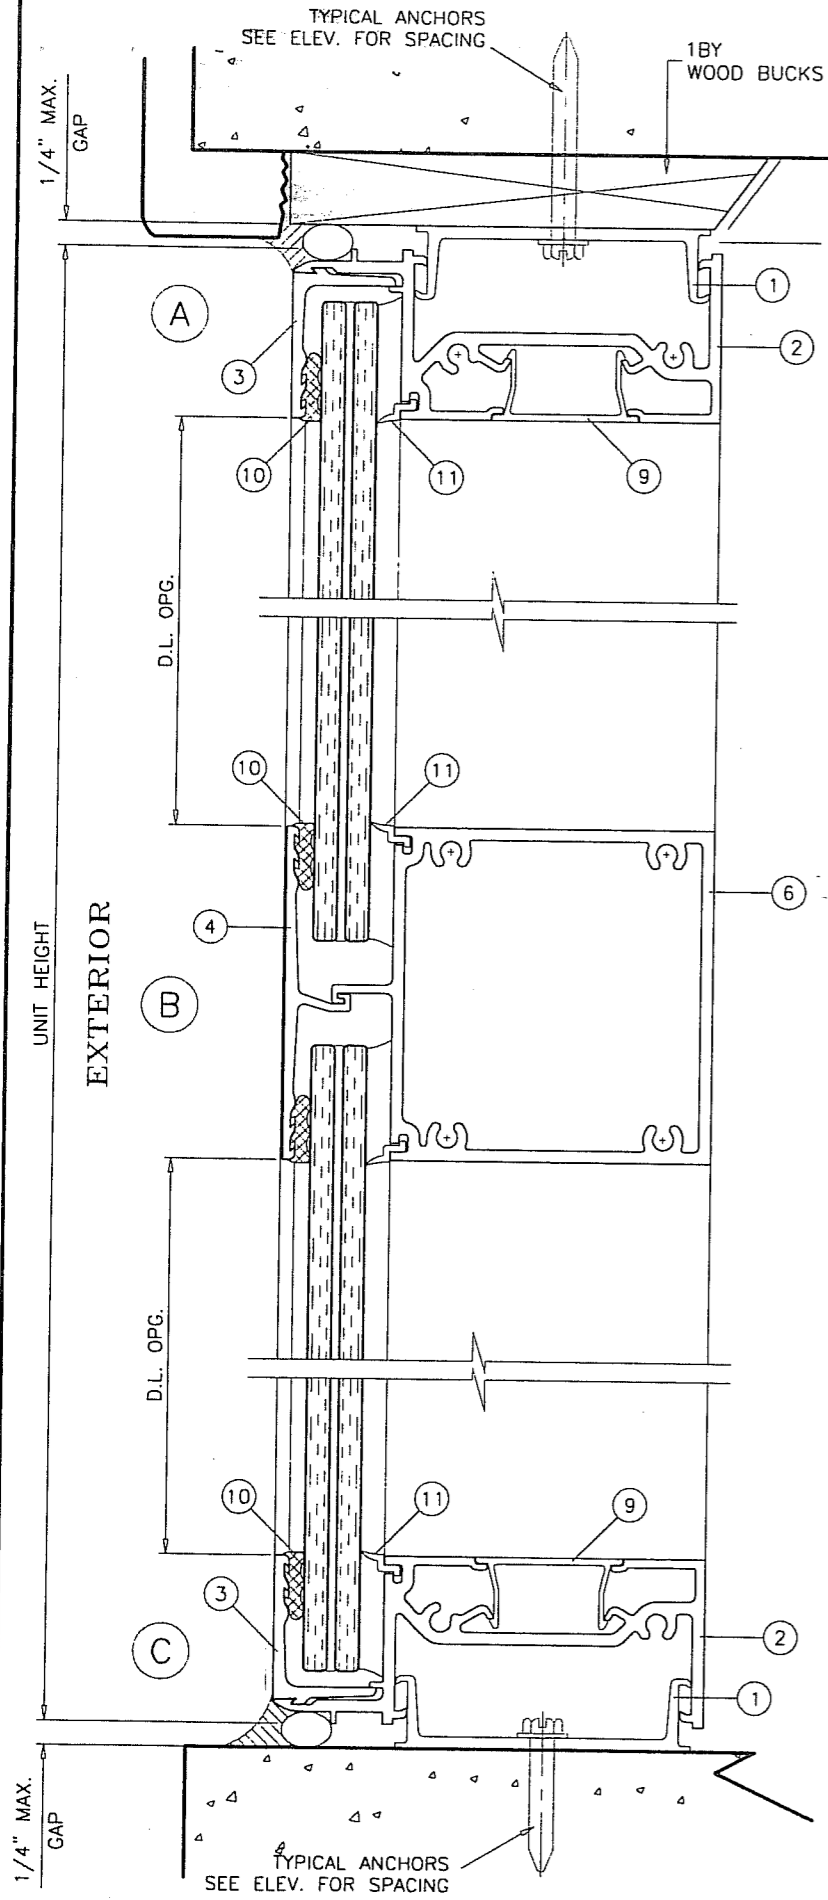 TYPICAL ANCHORS
SEE ELEV. FOR SPACING
1BY
WOOD BUCKS
1/4" MAX.
GAP
1
A
2
3
10
11
9
D.L. OPG.
10
11
6
4
UNIT HEIGHT
EXTERIOR
B
D.L. OPG.
10
11
9
3
C
2
1
1/4" MAX.
GAP
TYPICAL ANCHORS
SEE ELEV. FOR SPACING